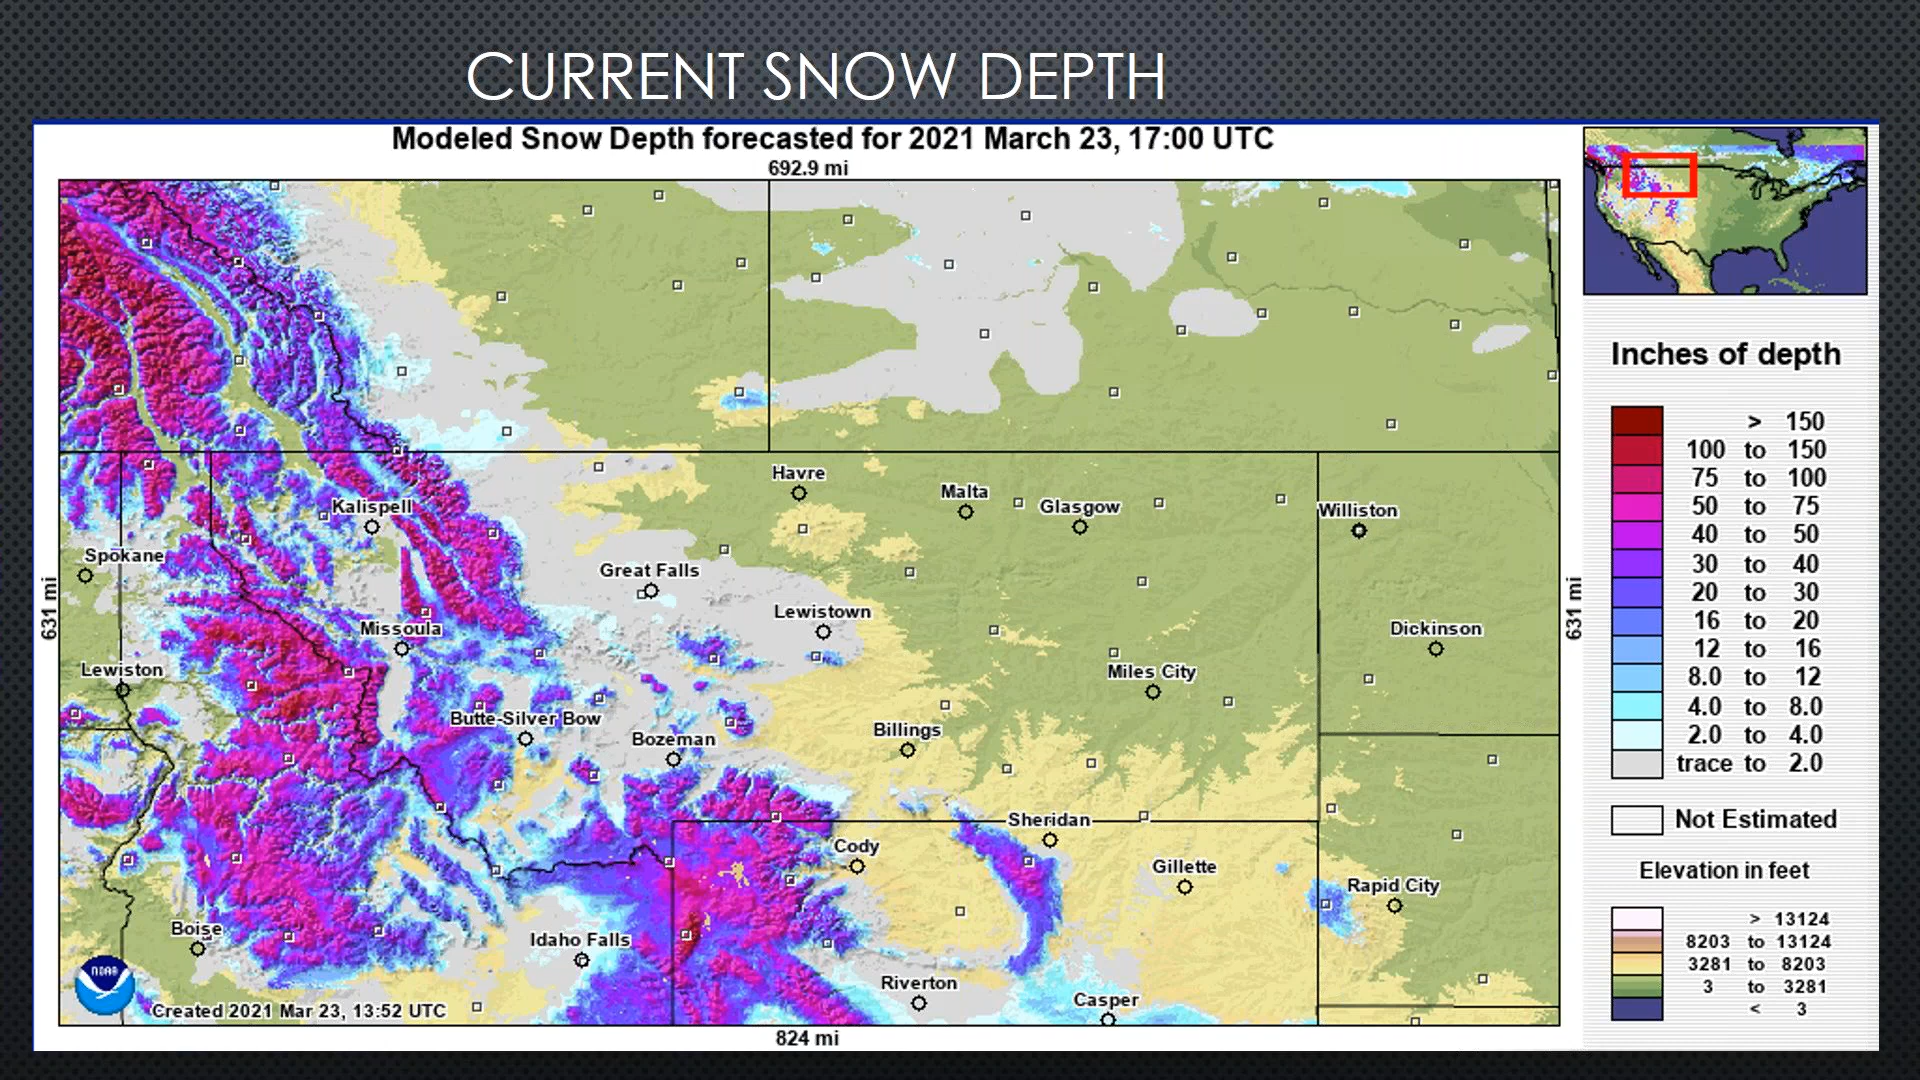 CURRENT SNOW DEPTH
Modeled Snow Depth forecasted for 2021 March 23, 17:00 UTC
692.9 mi
Inches of depth
> 150
100 to 150
75 to 100
50 to 75
40 to 50
30 to 40
20 to 30
16 to 20
12 to 16
8.0 to 12
4.0 to 8.0
2.0 to 4.0
trace to 2.0
Not Estimated
Elevation in feet
> 13124
8203 to 13124
3281 to 8203
3 to 3281
< 3
631 mi
631 mi
Havre
Malta
Glasgow
Williston
Kalispell
Spokane
Great Falls
Lewistown
Missoula
Dickinson
Lewiston
Miles City
Butte-Silver Bow
Billings
Bozeman
Sheridan
Cody
Gillette
Rapid City
Boise
Idaho Falls
Riverton
Casper
NOAA
Created 2021 Mar 23, 13:52 UTC
824 mi